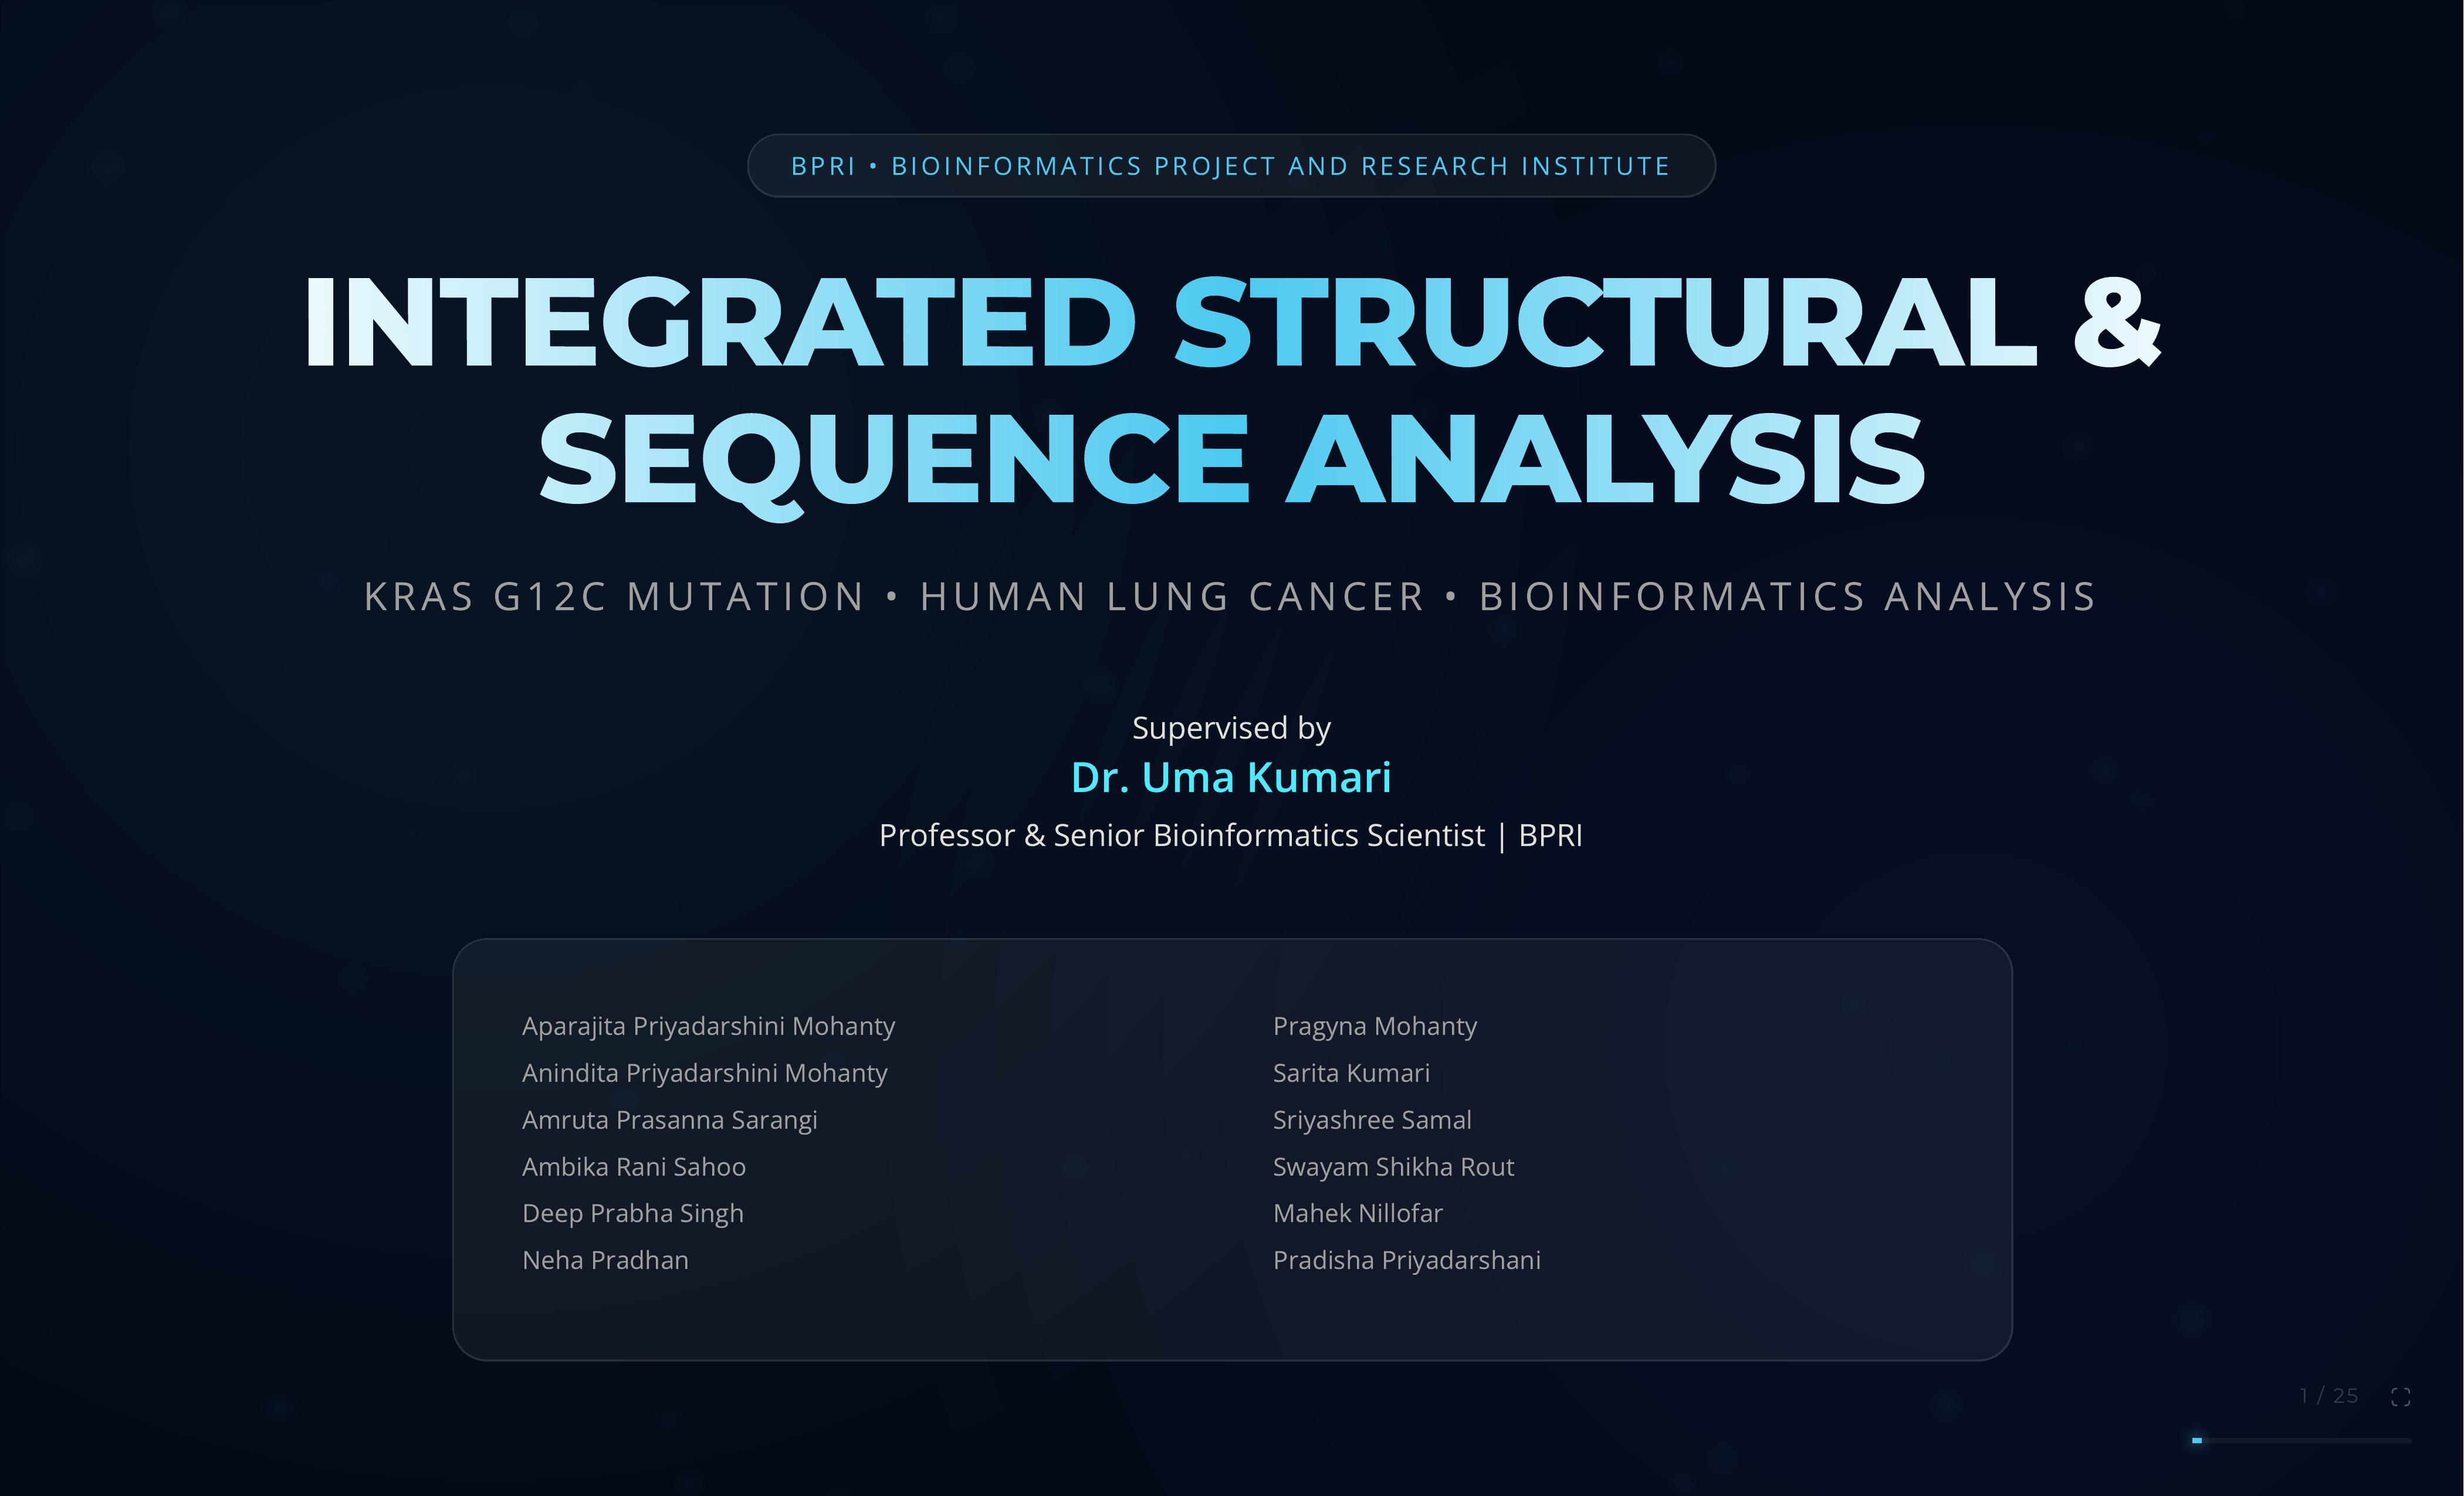 BPRI • BIOINFORMATICS PROJECT AND RESEARCH INSTITUTE
INTEGRATED STRUCTURAL &
SEQUENCE ANALYSIS
KRAS G12C MUTATION • HUMAN LUNG CANCER • BIOINFORMATICS ANALYSIS
Supervised by
Dr. Uma Kumari
Professor & Senior Bioinformatics Scientist | BPRI
Aparajita Priyadarshini Mohanty
Anindita Priyadarshini Mohanty
Amruta Prasanna Sarangi
Ambika Rani Sahoo
Deep Prabha Singh
Neha Pradhan
Pragyna Mohanty
Sarita Kumari
Sriyashree Samal
Swayam Shikha Rout
Mahek Nillofar
Pradisha Priyadarshani
1 / 25